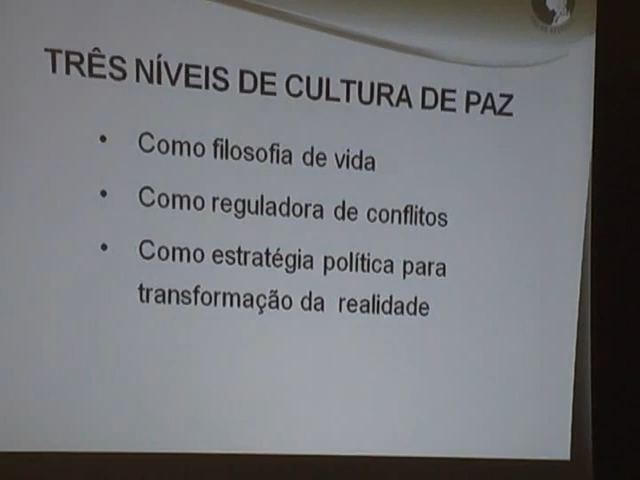 TRÊS NÍVEIS DE CULTURA DE PAZ
• Como filosofia de vida
• Como reguladora de conflitos
• Como estratégia política para
transformação da realidade